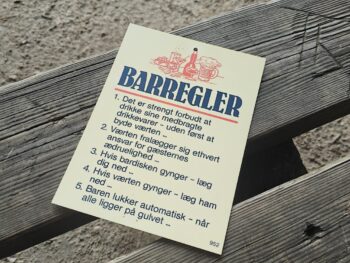 BARREGLER
1. Det er strengt forbudt at
drikke sine medbragte
drikkevarer - uden først at
byde værten ..
2. Værten fralægger sig ethvert
ansvar for gæsternes
ædruelighed ..
3. Hvis bardisken gynger - læg
dig ned ..
4. Hvis værten gynger - læg ham
ned ..
5. Baren lukker automatisk - når
alle ligger på gulvet ..
952